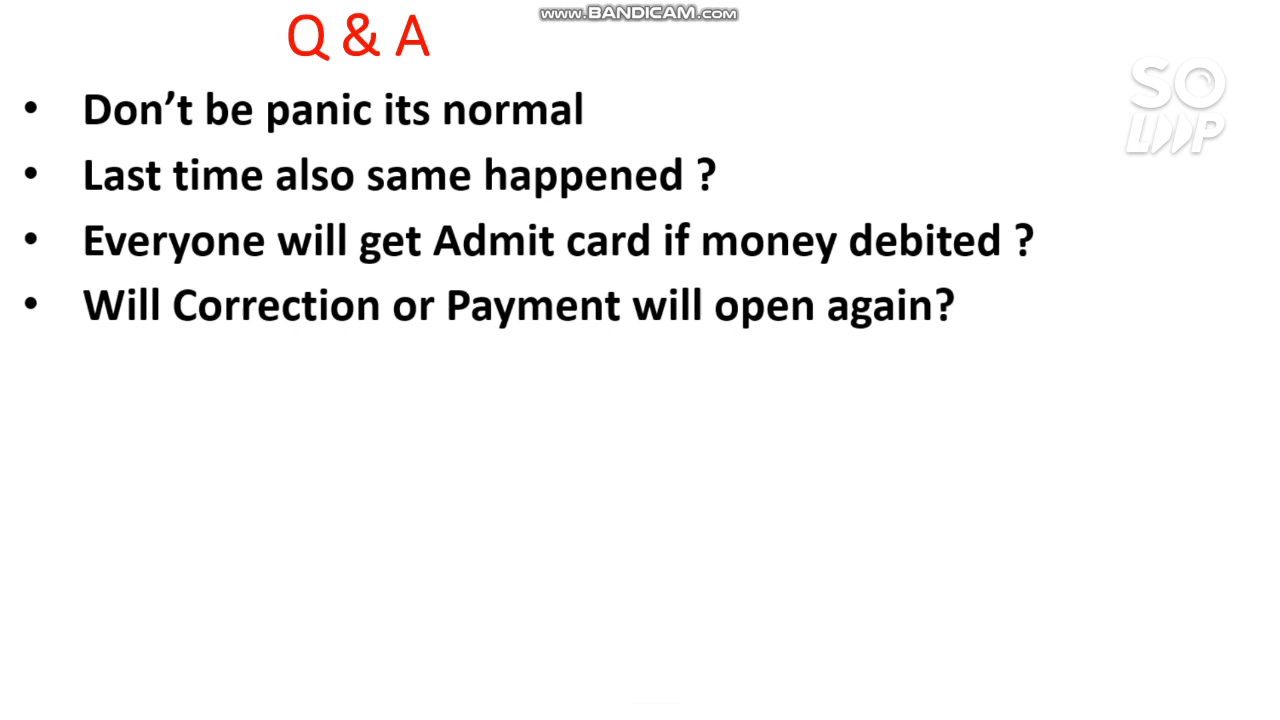 www.BANDICAM.com
Q & A
SO
LOOP
• Don't be panic its normal
• Last time also same happened ?
• Everyone will get Admit card if money debited ?
• Will Correction or Payment will open again?